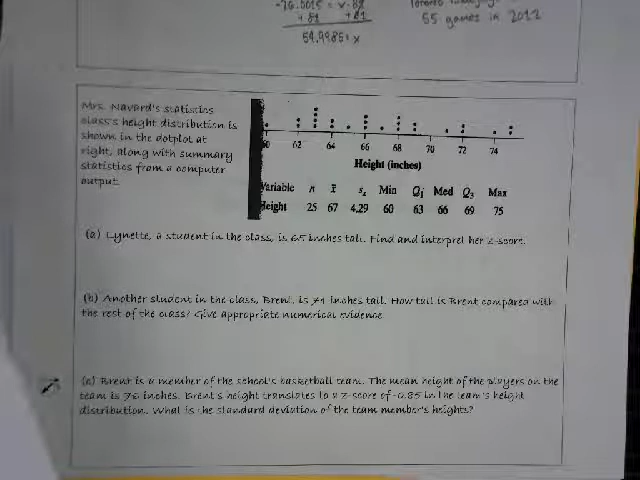 -76.0015 = x - 81
+81 +81
54.9985 = x
55 games in 2012
Mrs. Navard's statistics
class's height distribution is
shown in the dotplot at
right, along with summary
statistics from a computer
output.
60 62 64 66 68 70 72 74
Height (inches)
Variable n x̄ sₓ Min Q₁ Med Q₃ Max
Height 25 67 4.29 60 63 66 69 75
(a) Lynette, a student in the class, is 65 inches tall. Find and interpret her z-score.
(b) Another student in the class, Brent, is 74 inches tall. How tall is Brent compared with
the rest of the class? Give appropriate numerical evidence.
(c) Brent is a member of the school's basketball team. The mean height of the players on the
team is 76 inches. Brent's height translates to a z-score of -0.85 in the team's height
distribution. What is the standard deviation of the team member's heights?